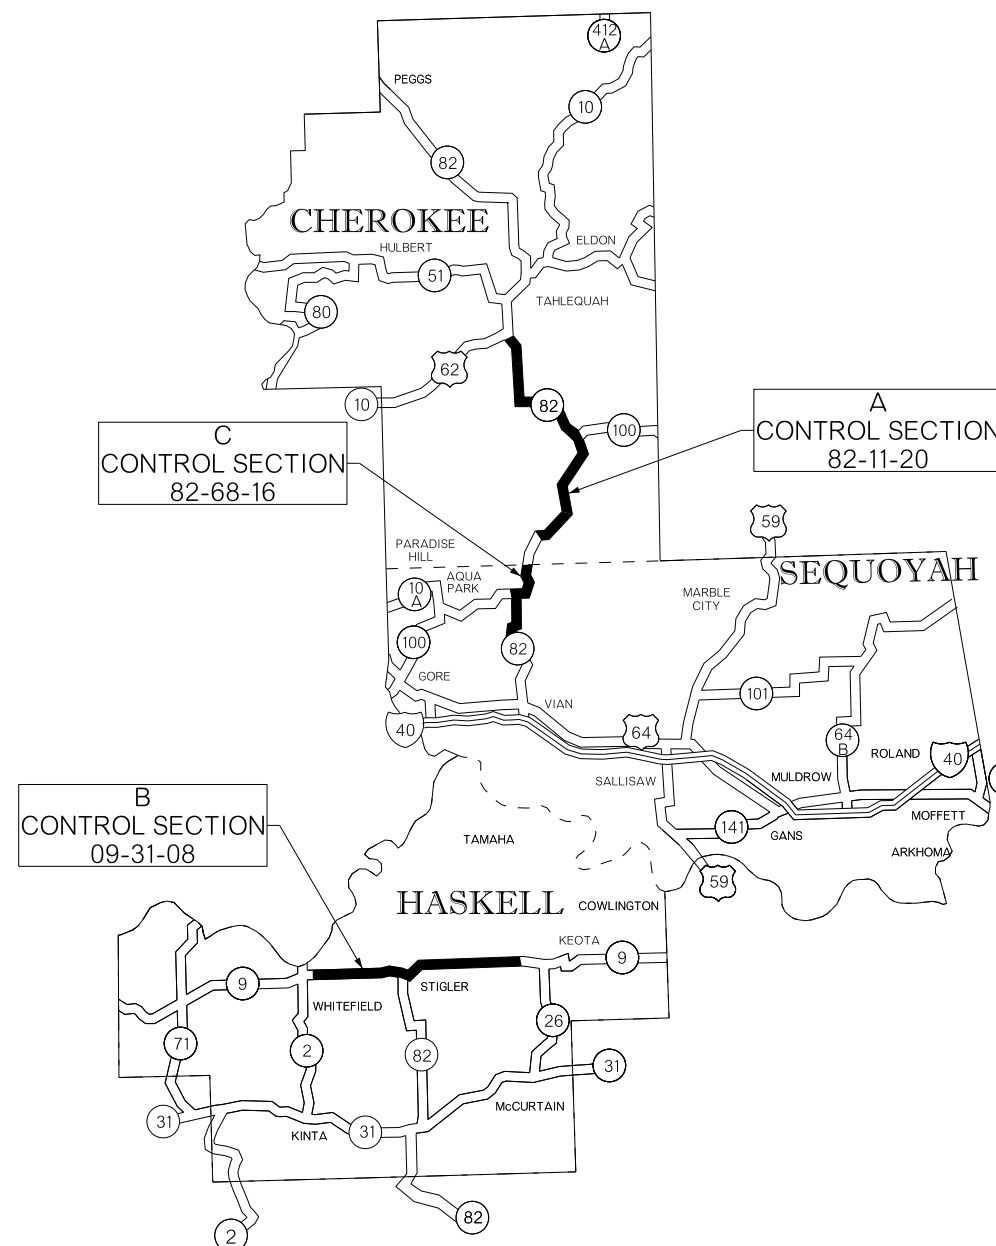 412
A
PEGGS
10
82
CHEROKEE
HULBERT
ELDON
51
TAHLEQUAH
80
62
10
82
100
A
CONTROL SECTION
82-11-20
C
CONTROL SECTION
82-68-16
59
PARADISE
HILL
AQUA
PARK
10
A
SEQUOYAH
MARBLE
CITY
100
82
GORE
101
VIAN
40
64
64
B
ROLAND
40
SALLISAW
MULDROW
B
CONTROL SECTION
09-31-08
TAMAHA
141
GANS
MOFFETT
ARKHOMA
59
HASKELL
COWLINGTON
KEOTA
9
9
STIGLER
WHITEFIELD
26
71
2
82
31
31
KINTA
31
McCURTAIN
82
2